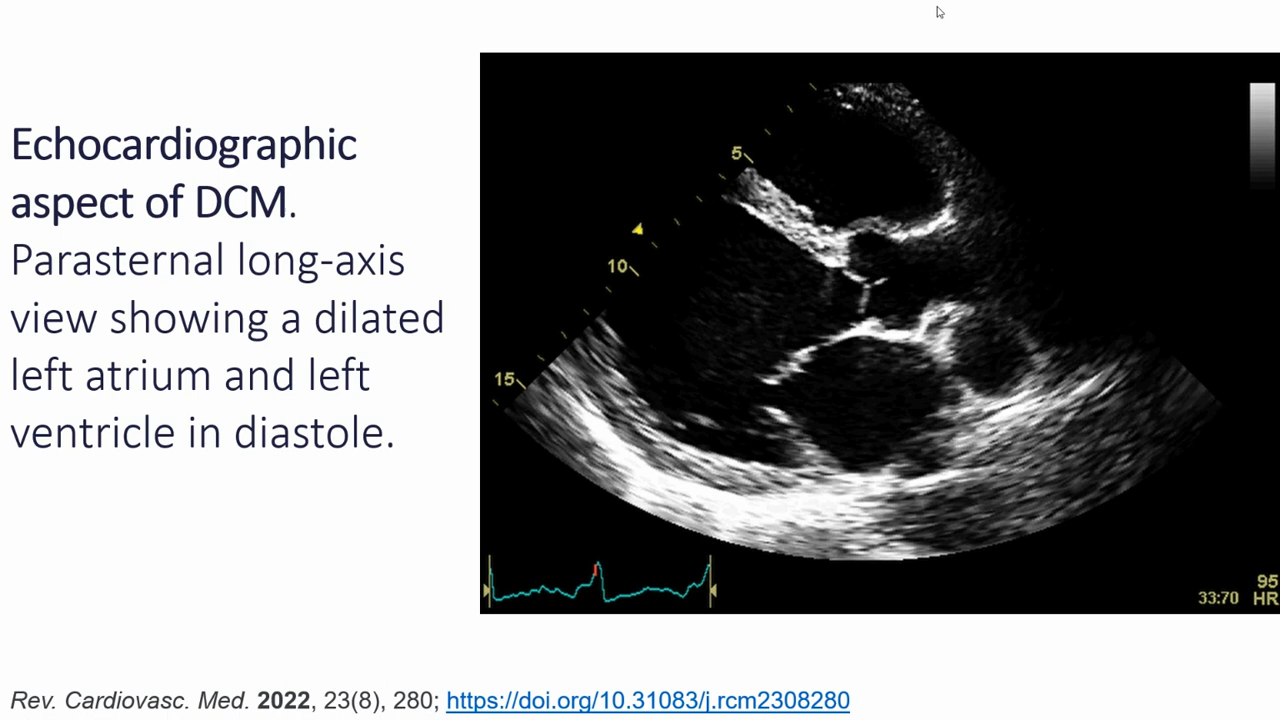 Echocardiographic
aspect of DCM.
Parasternal long-axis
view showing a dilated
left atrium and left
ventricle in diastole.
5
10
15
95
33:70 HR
Rev. Cardiovasc. Med. 2022, 23(8), 280; https://doi.org/10.31083/j.rcm2308280